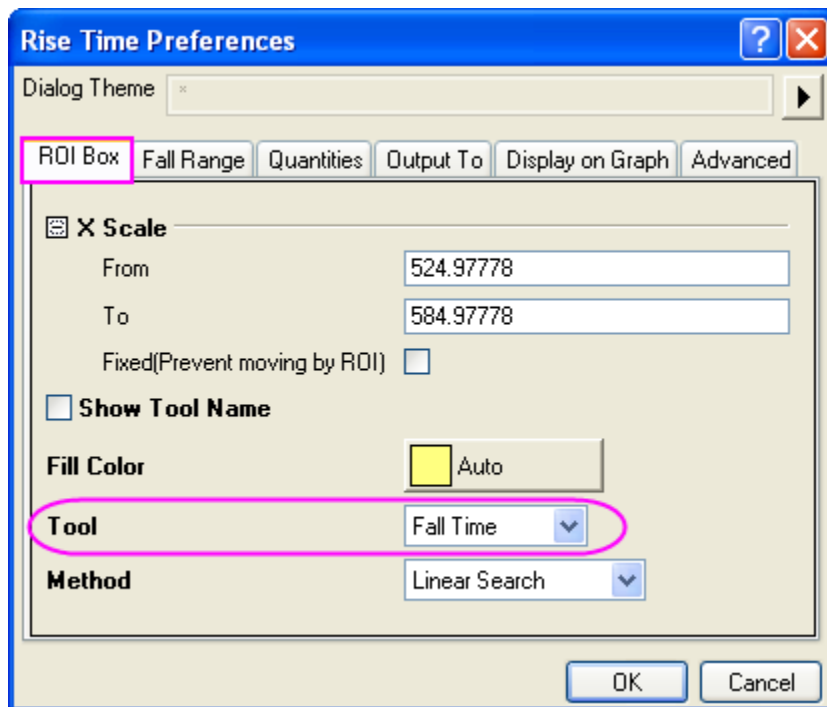 Rise Time Preferences
Dialog Theme *
ROI Box Fall Range Quantities Output To Display on Graph Advanced
X Scale
From 524.97778
To 584.97778
Fixed(Prevent moving by ROI)
Show Tool Name
Fill Color Auto
Tool Fall Time
Method Linear Search
OK Cancel